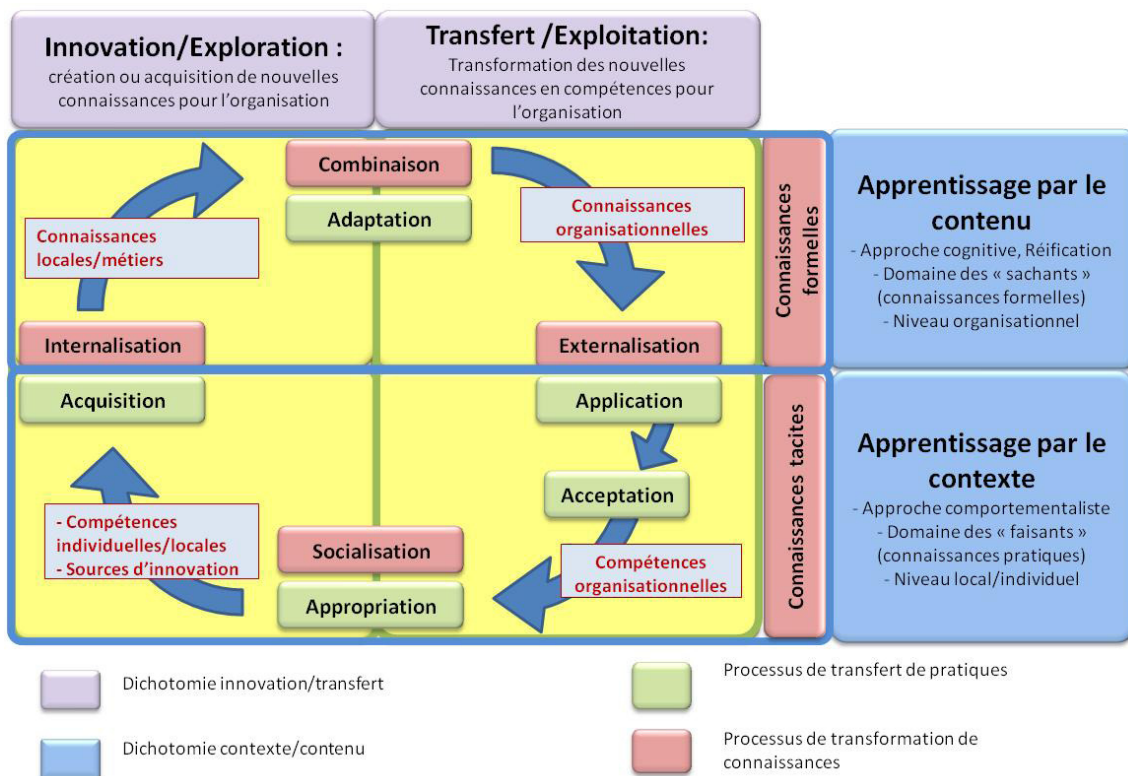 Innovation/Exploration :
création ou acquisition de nouvelles
connaissances pour l'organisation
Transfert /Exploitation:
Transformation des nouvelles
connaissances en compétences pour
l'organisation
Combinaison
Adaptation
Connaissances
locales/métiers
Connaissances
organisationnelles
Internalisation
Externalisation
Connaissances
formelles
Apprentissage par le
contenu
- Approche cognitive, Réification
- Domaine des « sachants »
(connaissances formelles)
- Niveau organisationnel
Acquisition
Application
Acceptation
- Compétences
individuelles/locales
- Sources d'innovation
Socialisation
Appropriation
Compétences
organisationnelles
Connaissances tacites
Apprentissage par le
contexte
- Approche comportementaliste
- Domaine des « faisants »
(connaissances pratiques)
- Niveau local/individuel
Dichotomie innovation/transfert
Processus de transfert de pratiques
Dichotomie contexte/contenu
Processus de transformation de
connaissances